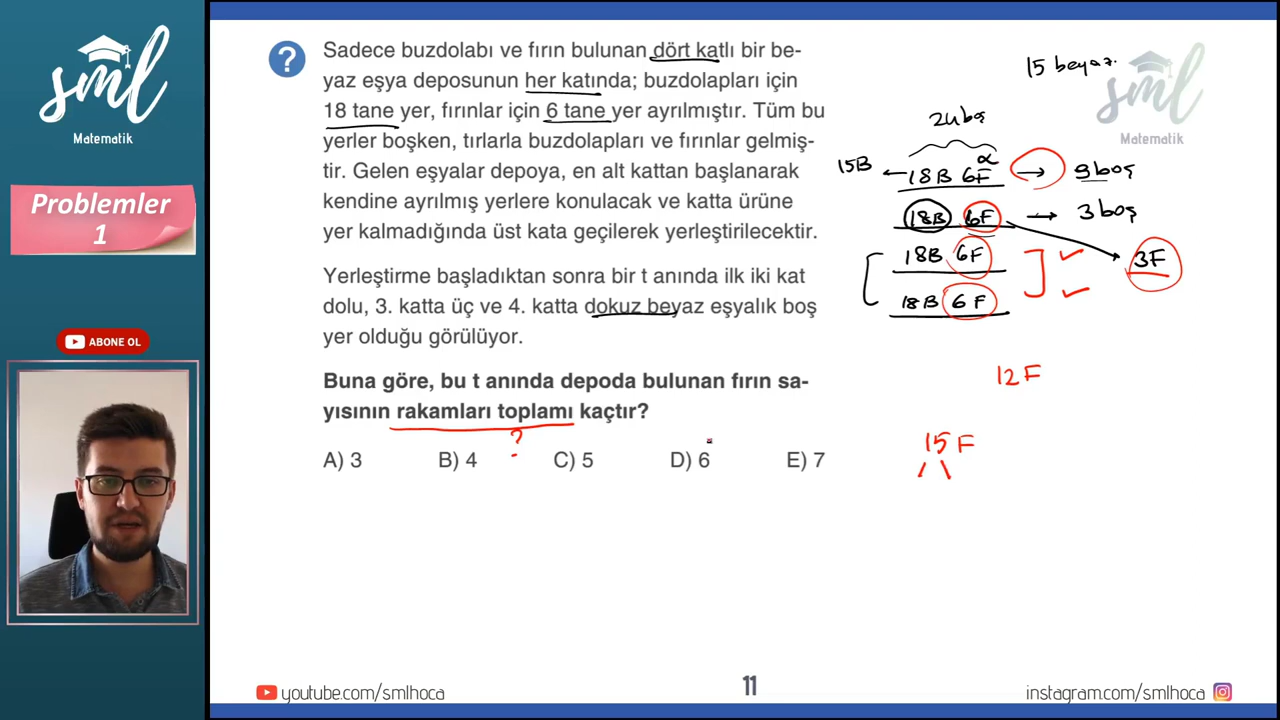 sml
Matematik
Problemler
1
ABONE OL
?
Sadece buzdolabı ve fırın bulunan dört katlı bir be-
yaz eşya deposunun her katında; buzdolapları için
18 tane yer, fırınlar için 6 tane yer ayrılmıştır. Tüm bu
yerler boşken, tırlarla buzdolapları ve fırınlar gelmiş-
tir. Gelen eşyalar depoya, en alt kattan başlanarak
kendine ayrılmış yerlere konulacak ve katta ürüne
yer kalmadığında üst kata geçilerek yerleştirilecektir.
Yerleştirme başladıktan sonra bir t anında ilk iki kat
dolu, 3. katta üç ve 4. katta dokuz beyaz eşyalık boş
yer olduğu görülüyor.
Buna göre, bu t anında depoda bulunan fırın sa-
yısının rakamları toplamı kaçtır?
?
A) 3 B) 4 C) 5 D) 6 E) 7
15 beyaz.
sml
Matematik
24 boş
15B ← 18B 6F α → 9 boş
18B 6F → 3 boş
18B 6F 3F
18B 6F
12F
15F
youtube.com/smlhoca
11
instagram.com/smlhoca